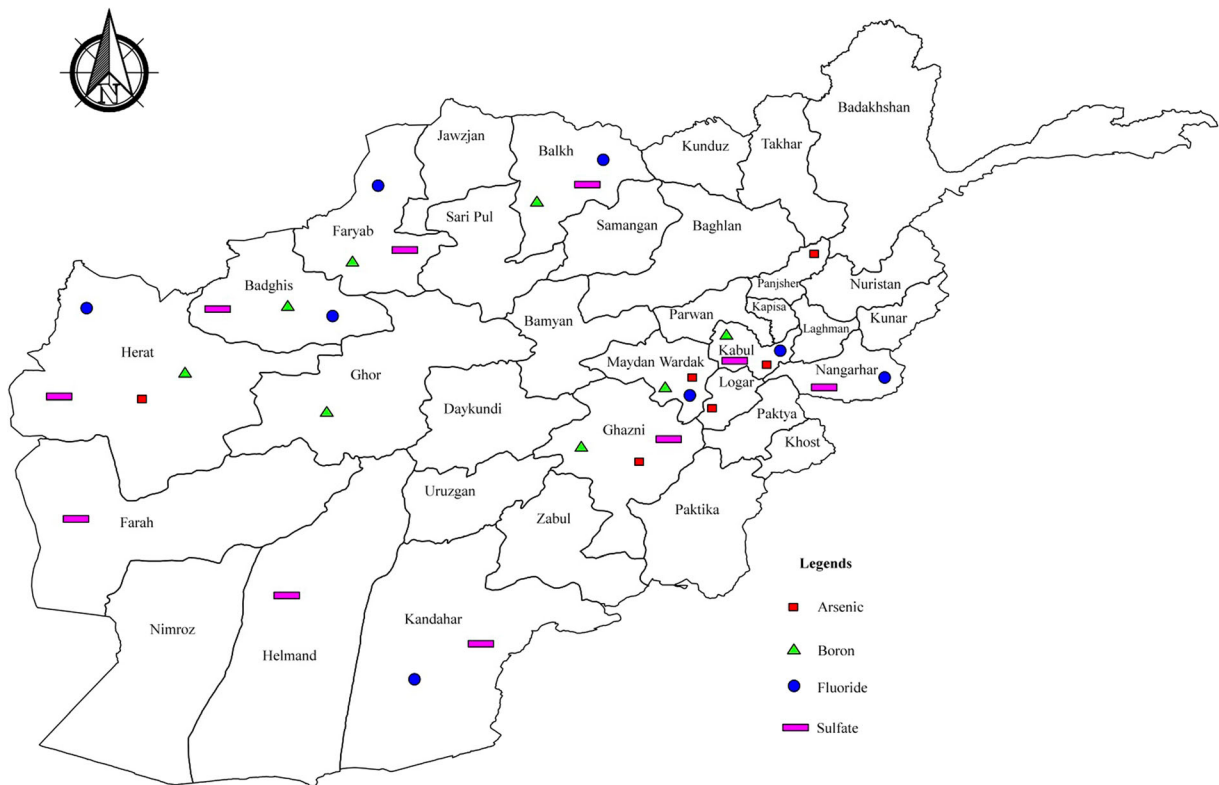 N
Badakhshan
Jawzjan
Balkh
Kunduz
Takhar
Faryab
Sari Pul
Samangan
Baghlan
Badghis
Panjsher
Nuristan
Herat
Bamyan
Parwan
Kapisa
Laghman
Kunar
Ghor
Maydan Wardak
Kabul
Nangarhar
Daykundi
Logar
Paktya
Ghazni
Khost
Farah
Uruzgan
Zabul
Paktika
Nimroz
Helmand
Kandahar
Legends
Arsenic
Boron
Fluoride
Sulfate